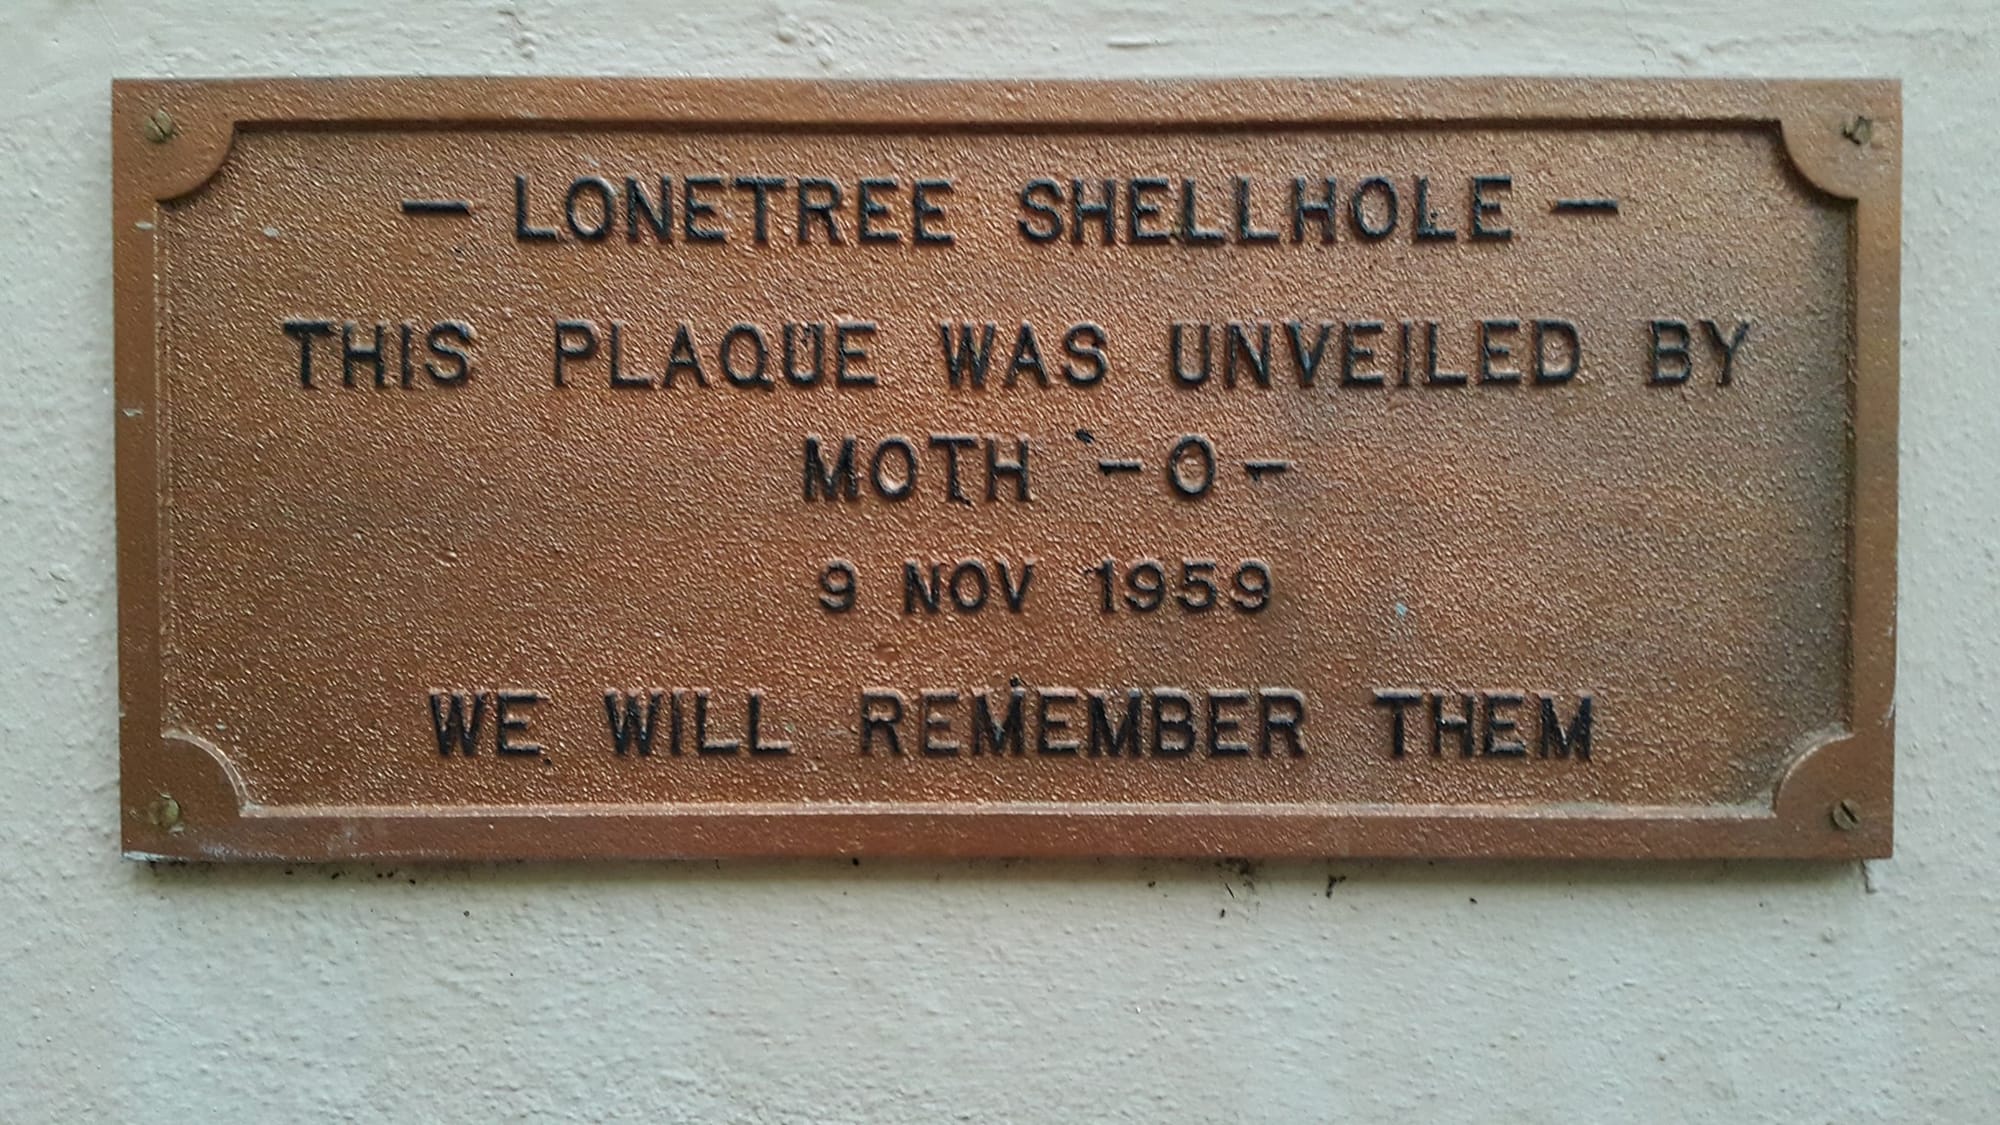 — LONETREE SHELLHOLE —
THIS PLAQUE WAS UNVEILED BY
MOTH -O-
9 NOV 1959
WE WILL REMEMBER THEM